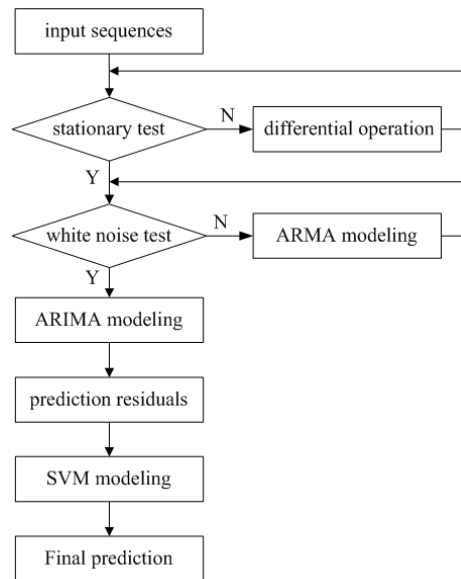 input sequences
stationary test
N
differential operation
Y
white noise test
N
ARMA modeling
Y
ARIMA modeling
prediction residuals
SVM modeling
Final prediction